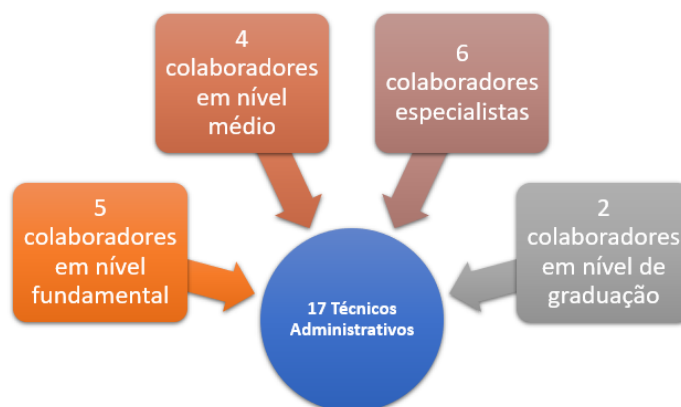 4
colaboradores
em nível
médio
6
colaboradores
especialistas
5
colaboradores
em nível
fundamental
2
colaboradores
em nível de
graduação
17 Técnicos
Administrativos